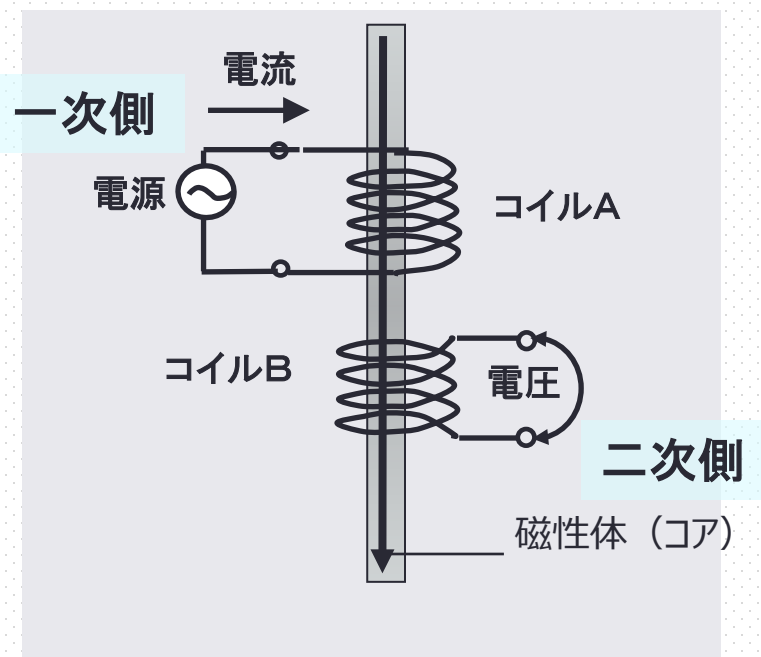 電流
一次側
電源
コイルA
コイルB
電圧
二次側
磁性体（コア）